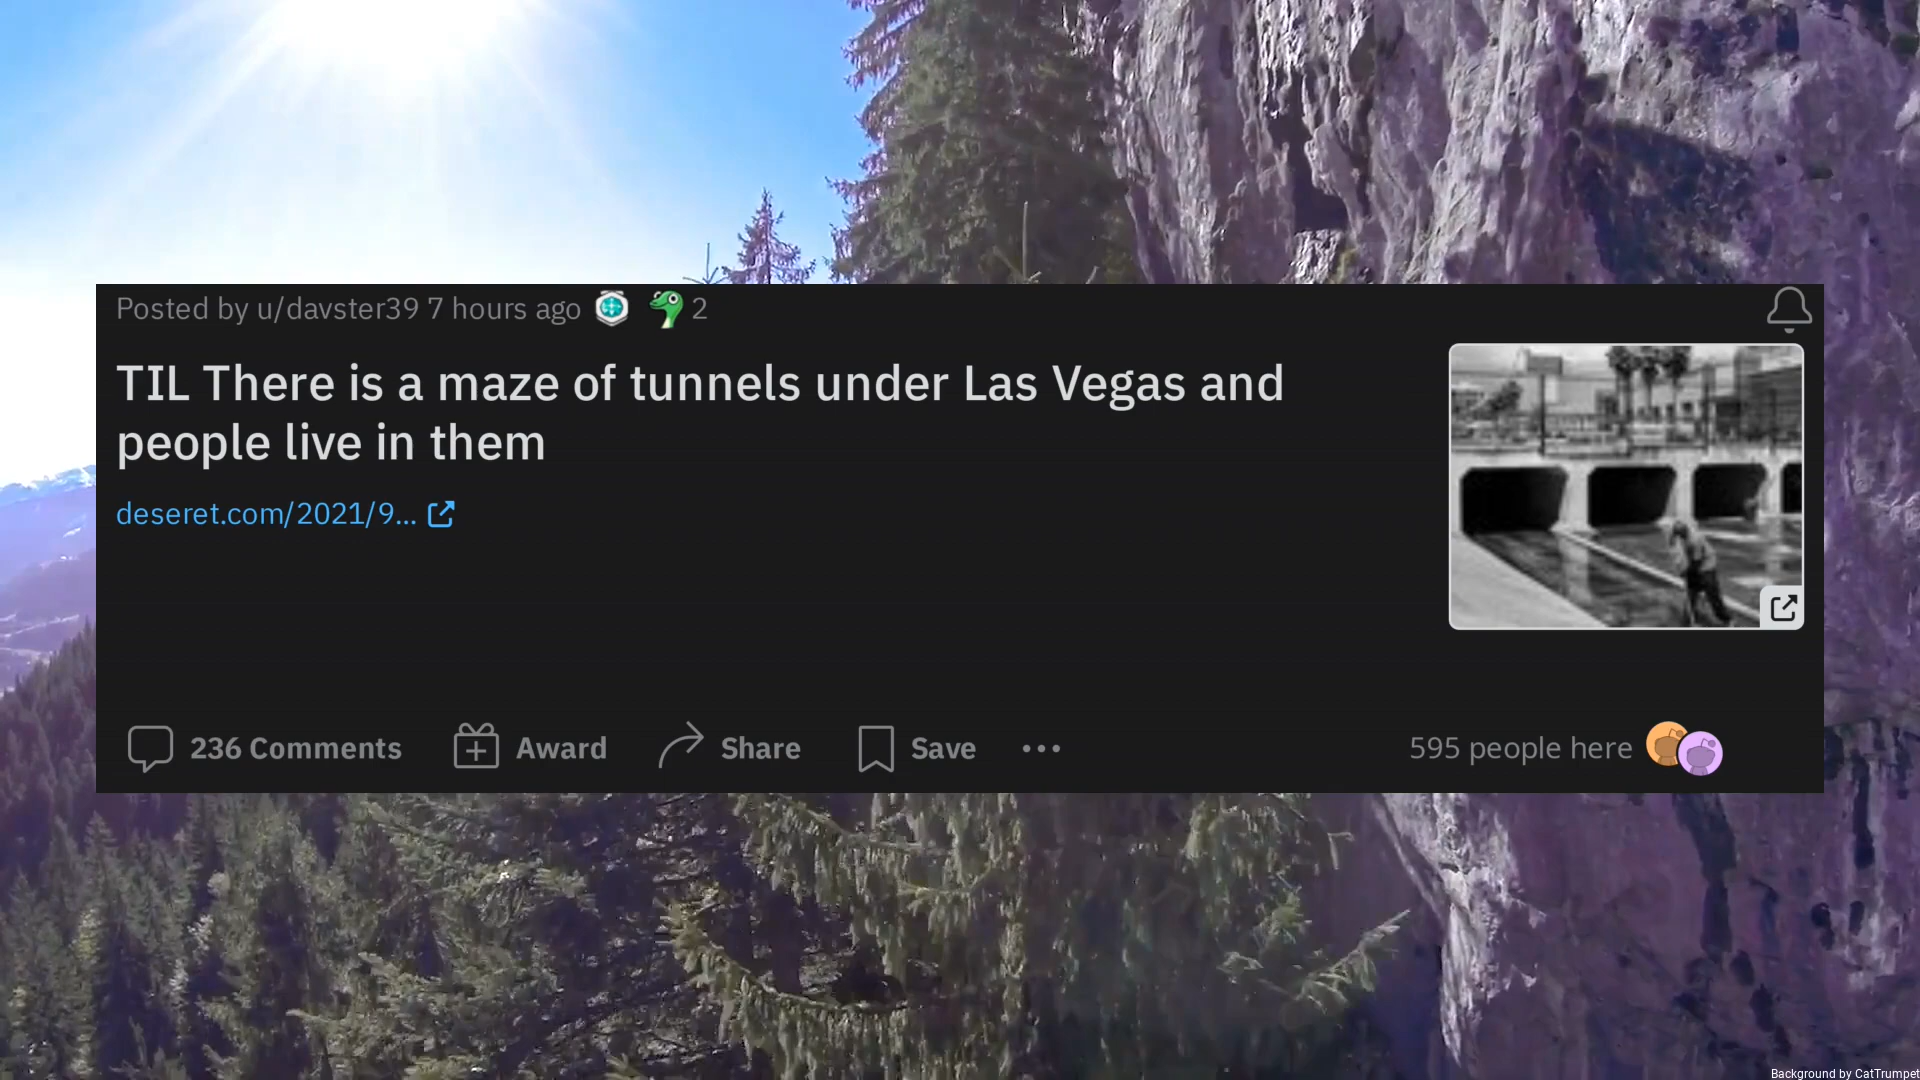 Posted by u/davster39 7 hours ago 2
TIL There is a maze of tunnels under Las Vegas and
people live in them
deseret.com/2021/9...
236 Comments Award Share Save 595 people here
Background by CatTrumpet